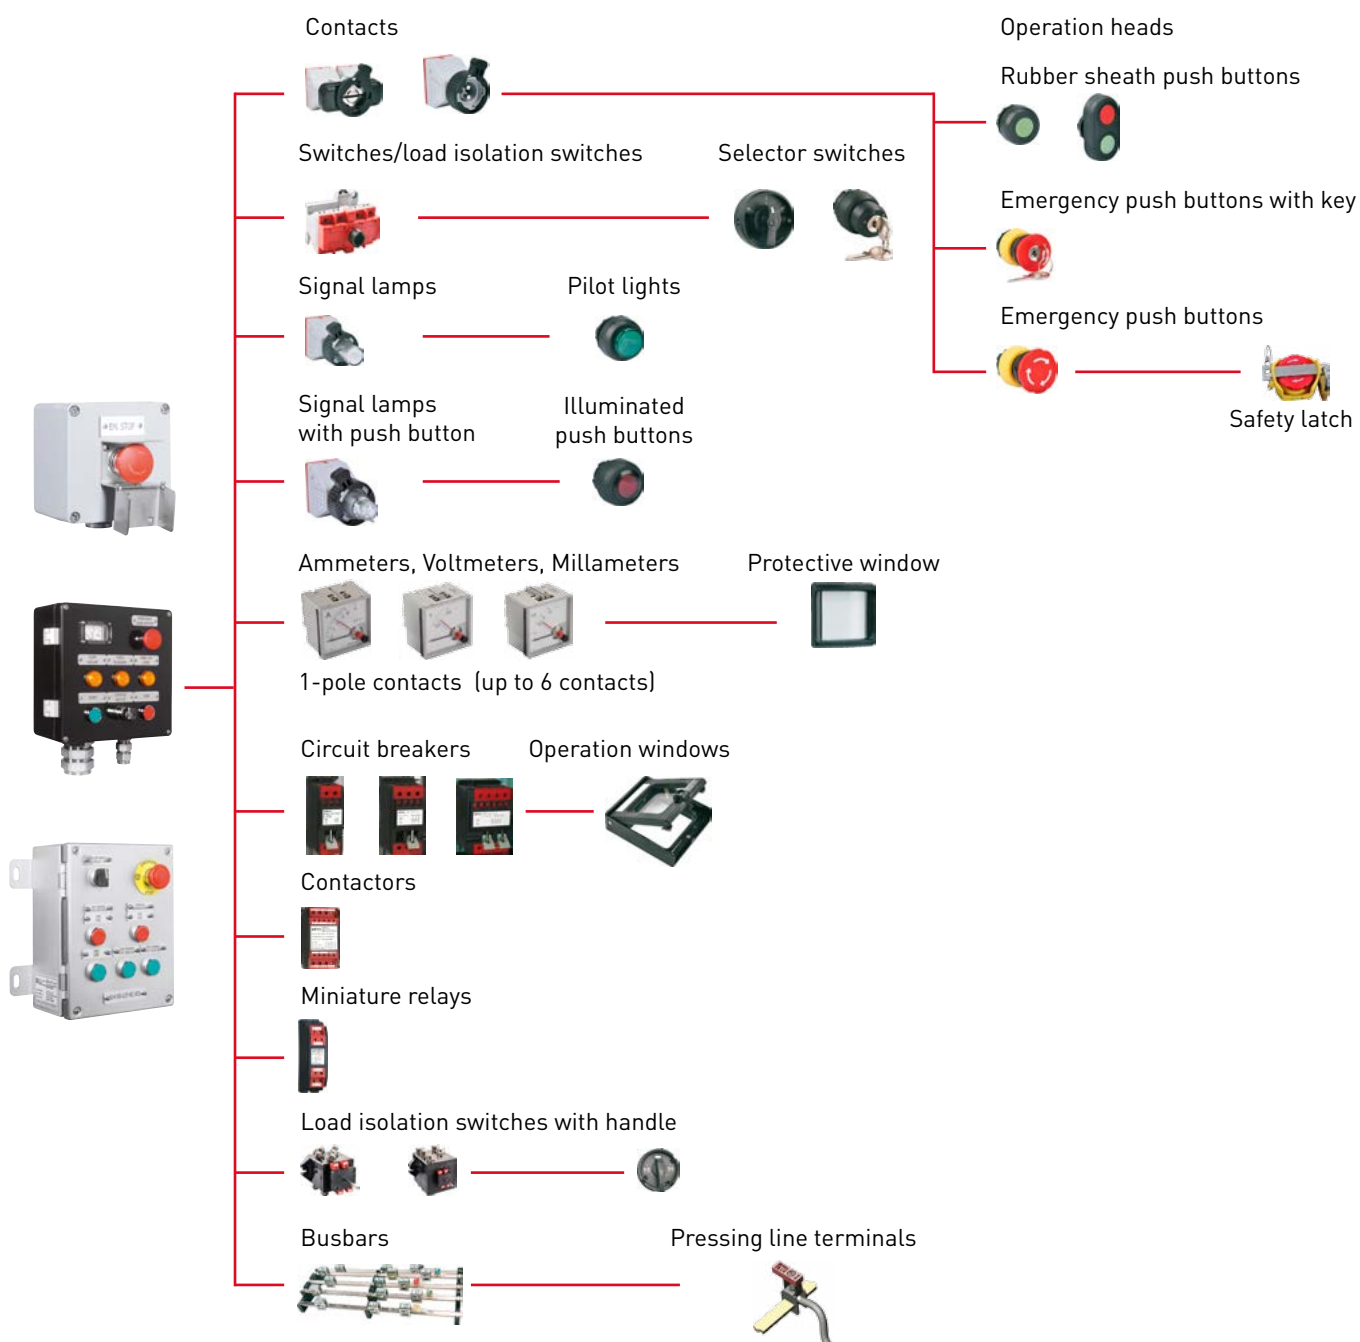 Contacts
Operation heads
Rubber sheath push buttons
Switches/load isolation switches
Selector switches
Emergency push buttons with key
Signal lamps
Pilot lights
Emergency push buttons
Safety latch
Signal lamps
with push button
Illuminated
push buttons
Ammeters, Voltmeters, Millameters
Protective window
1-pole contacts (up to 6 contacts)
Circuit breakers
Operation windows
Contactors
Miniature relays
Load isolation switches with handle
Busbars
Pressing line terminals